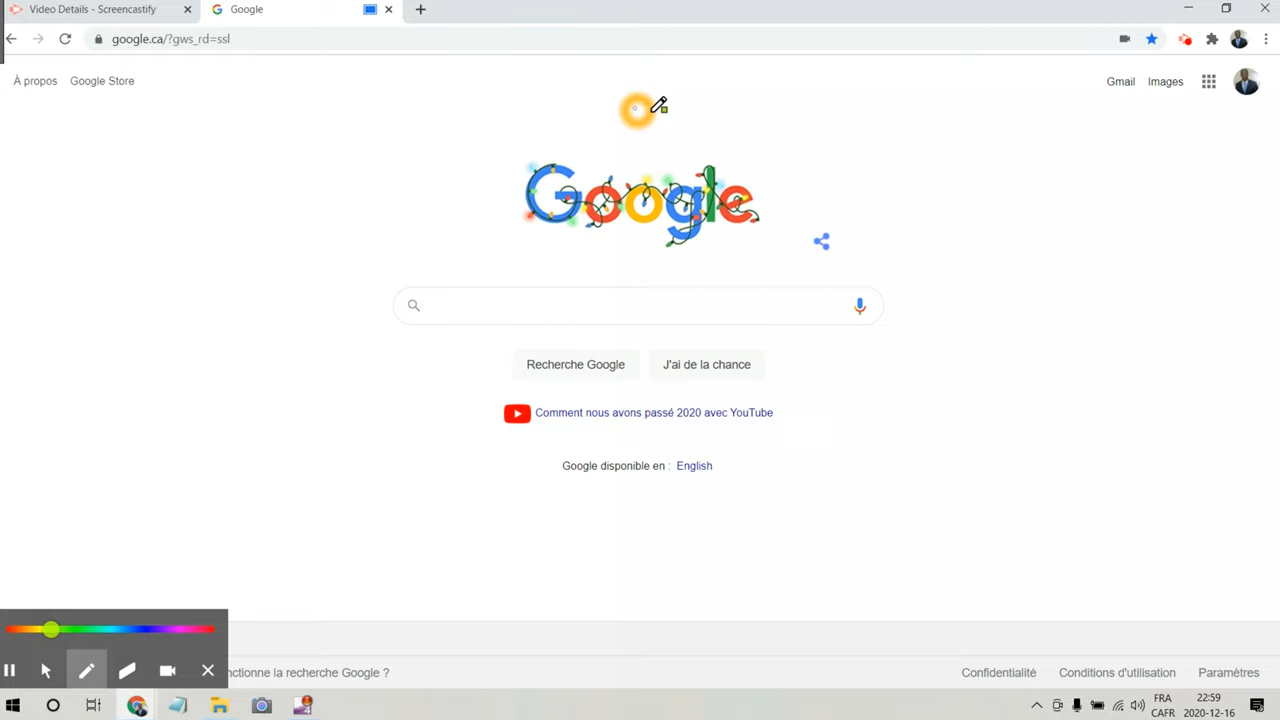 Video Details - Screencastify
Google
google.ca/?gws_rd=ssl
À propos Google Store
Gmail Images
Google
Recherche Google J'ai de la chance
Comment nous avons passé 2020 avec YouTube
Google disponible en : English
nctionne la recherche Google ?
Confidentialité Conditions d'utilisation Paramètres
FRA 22:59
CAFR 2020-12-16